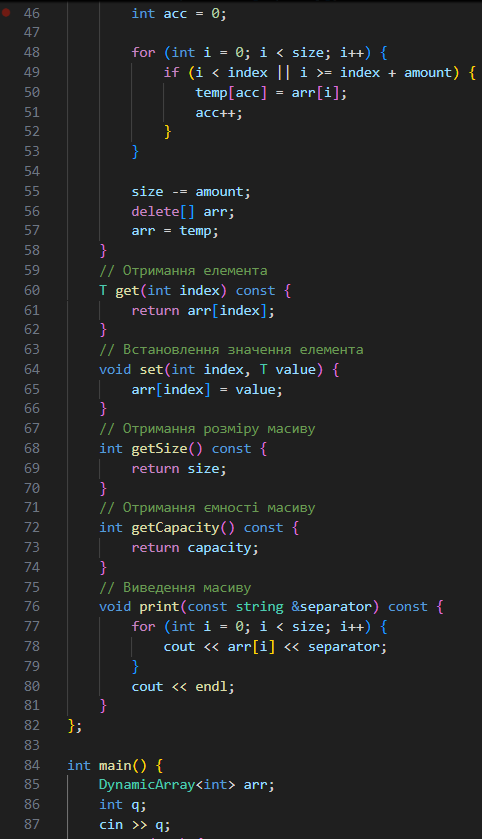 46 int acc = 0;
47
48 for (int i = 0; i < size; i++) {
49 if (i < index || i >= index + amount) {
50 temp[acc] = arr[i];
51 acc++;
52 }
53 }
54
55 size -= amount;
56 delete[] arr;
57 arr = temp;
58 }
59 // Отримання елемента
60 T get(int index) const {
61 return arr[index];
62 }
63 // Встановлення значення елемента
64 void set(int index, T value) {
65 arr[index] = value;
66 }
67 // Отримання розміру масиву
68 int getSize() const {
69 return size;
70 }
71 // Отримання ємності масиву
72 int getCapacity() const {
73 return capacity;
74 }
75 // Виведення масиву
76 void print(const string &separator) const {
77 for (int i = 0; i < size; i++) {
78 cout << arr[i] << separator;
79 }
80 cout << endl;
81 }
82 };
83
84 int main() {
85 DynamicArray<int> arr;
86 int q;
87 cin >> q;